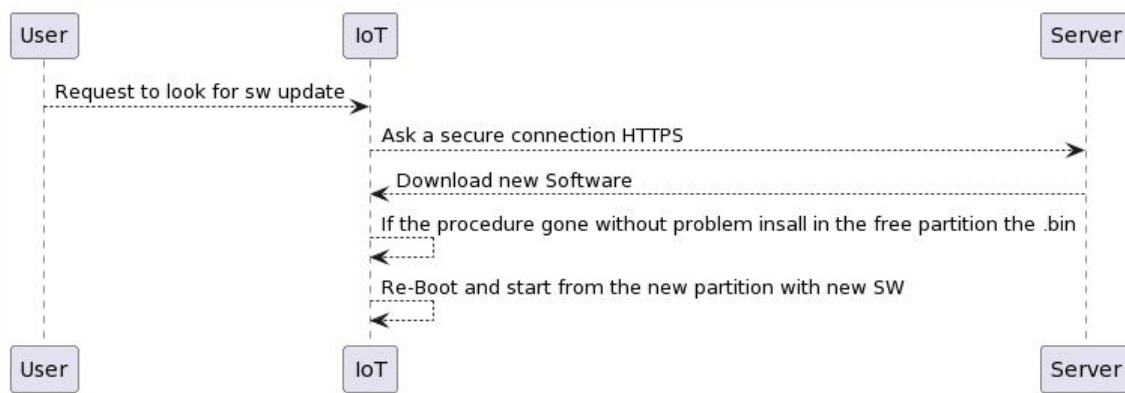 User
IoT
Server
Request to look for sw update
Ask a secure connection HTTPS
Download new Software
If the procedure gone without problem insall in the free partition the .bin
Re-Boot and start from the new partition with new SW
User
IoT
Server